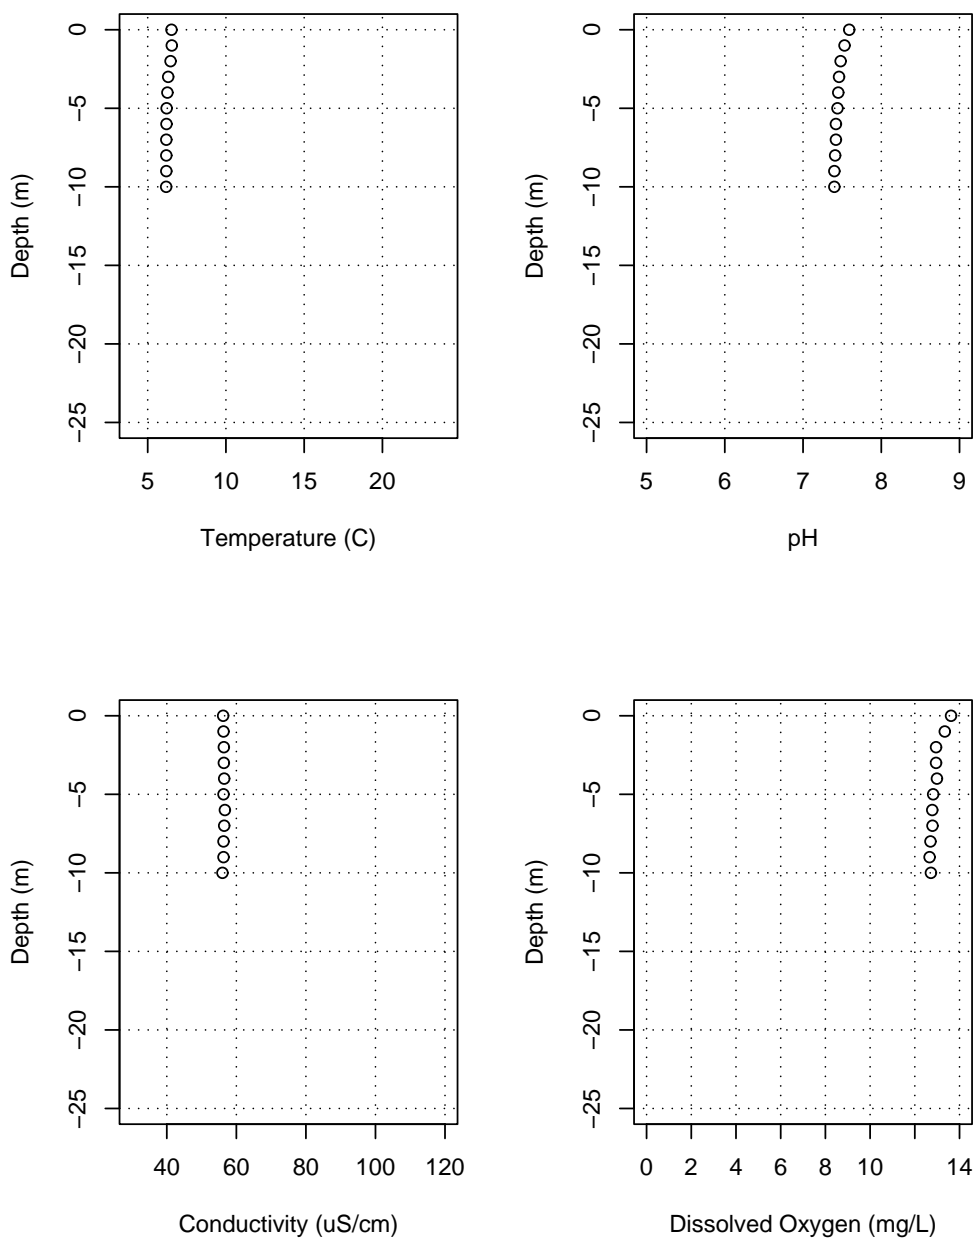 0
−5
−10
−15
−20
−25
Depth (m)
5 10 15 20
Temperature (C)
0
−5
−10
−15
−20
−25
Depth (m)
5 6 7 8 9
pH
0
−5
−10
−15
−20
−25
Depth (m)
40 60 80 100 120
Conductivity (uS/cm)
0
−5
−10
−15
−20
−25
Depth (m)
0 2 4 6 8 10 14
Dissolved Oxygen (mg/L)